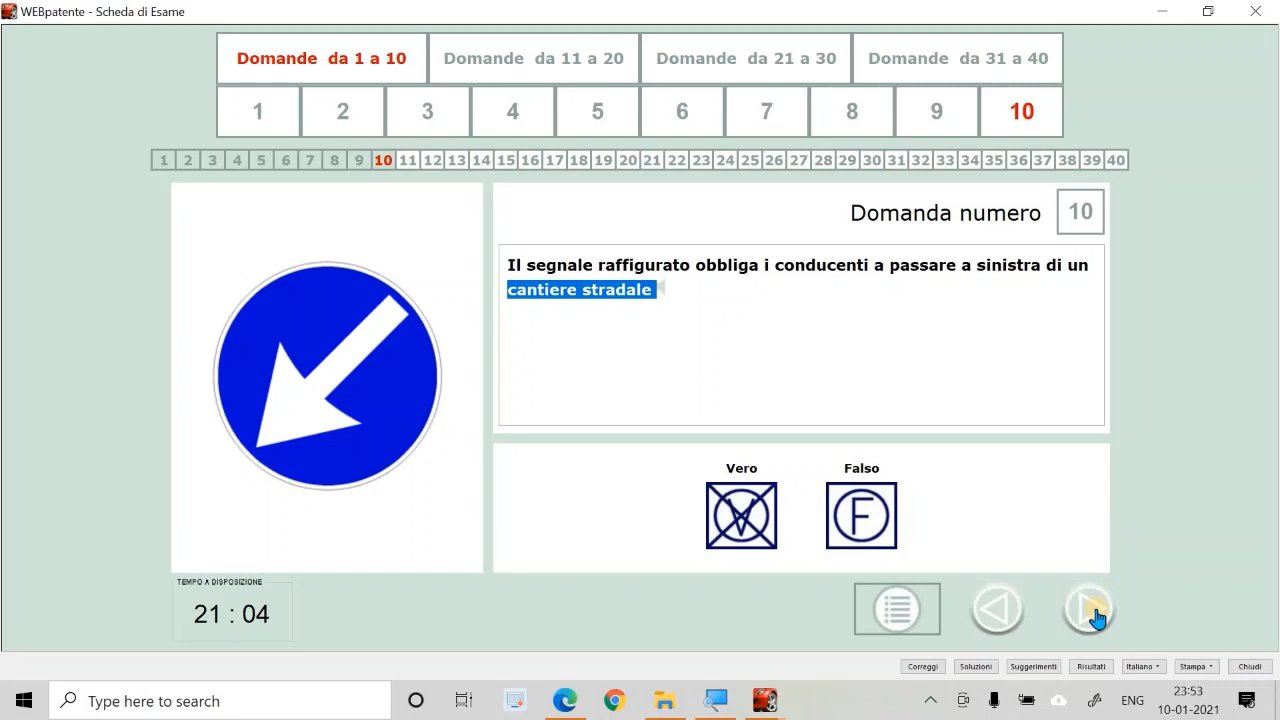 WEBpatente - Scheda di Esame
Domande da 1 a 10
Domande da 11 a 20
Domande da 21 a 30
Domande da 31 a 40
1 2 3 4 5 6 7 8 9 10
1 2 3 4 5 6 7 8 9 10 11 12 13 14 15 16 17 18 19 20 21 22 23 24 25 26 27 28 29 30 31 32 33 34 35 36 37 38 39 40
Domanda numero 10
Il segnale raffigurato obbliga i conducenti a passare a sinistra di un
cantiere stradale
Vero Falso
V F
TEMPO A DISPOSIZIONE
21 : 04
Correggi Soluzioni Suggerimenti Risultati Italiano Stampa Chiudi
Type here to search
ENG
23:53
10-01-2021